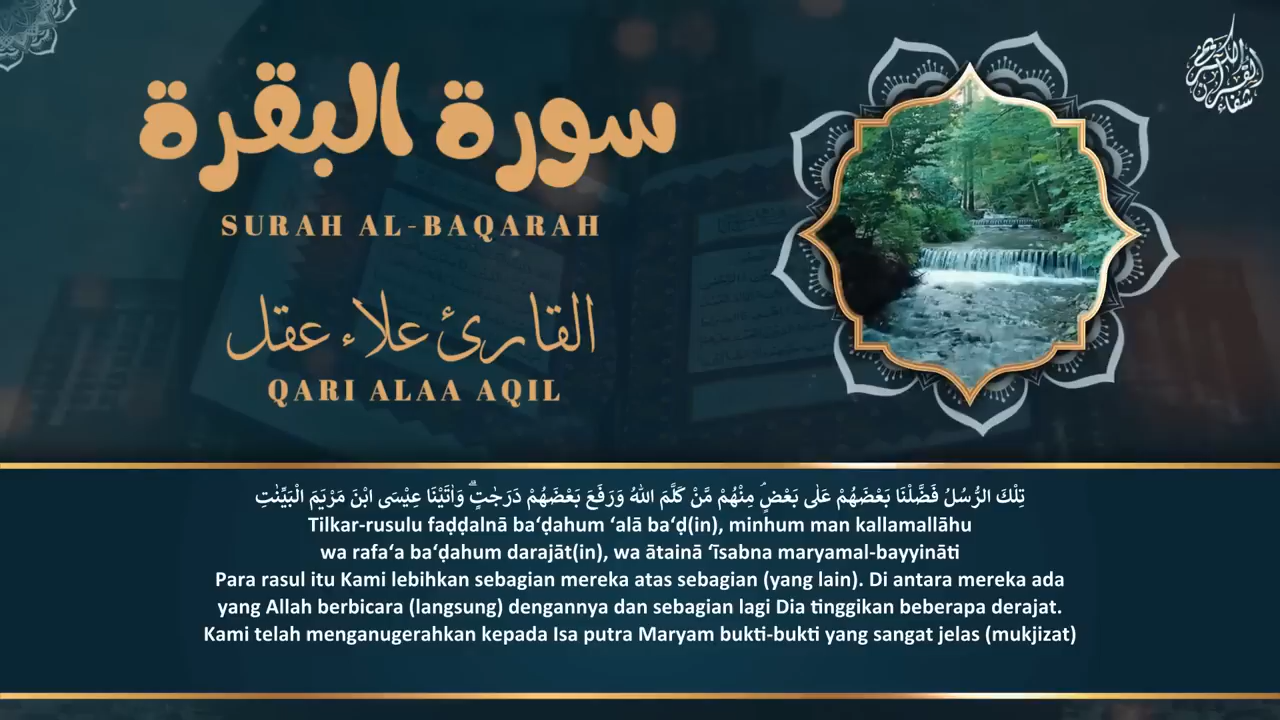 سورة البقرة
SURAH AL-BAQARAH
القارئ علاء عقل
QARI ALAA AQIL
القرآن الكريم شفاء
تِلْكَ الرُّسُلُ فَضَّلْنَا بَعْضَهُمْ عَلٰى بَعْضٍۘ مِنْهُمْ مَّنْ كَلَّمَ اللّٰهُ وَرَفَعَ بَعْضَهُمْ دَرَجٰتٍۗ وَاٰتَيْنَا عِيْسَى ابْنَ مَرْيَمَ الْبَيِّنٰتِ
Tilkar-rusulu faḍḍalnā ba‘ḍahum ‘alā ba‘ḍ(in), minhum man kallamallāhu
wa rafa‘a ba‘ḍahum darajāt(in), wa ātainā ‘īsabna maryamal-bayyināti
Para rasul itu Kami lebihkan sebagian mereka atas sebagian (yang lain). Di antara mereka ada
yang Allah berbicara (langsung) dengannya dan sebagian lagi Dia tinggikan beberapa derajat.
Kami telah menganugerahkan kepada Isa putra Maryam bukti-bukti yang sangat jelas (mukjizat)